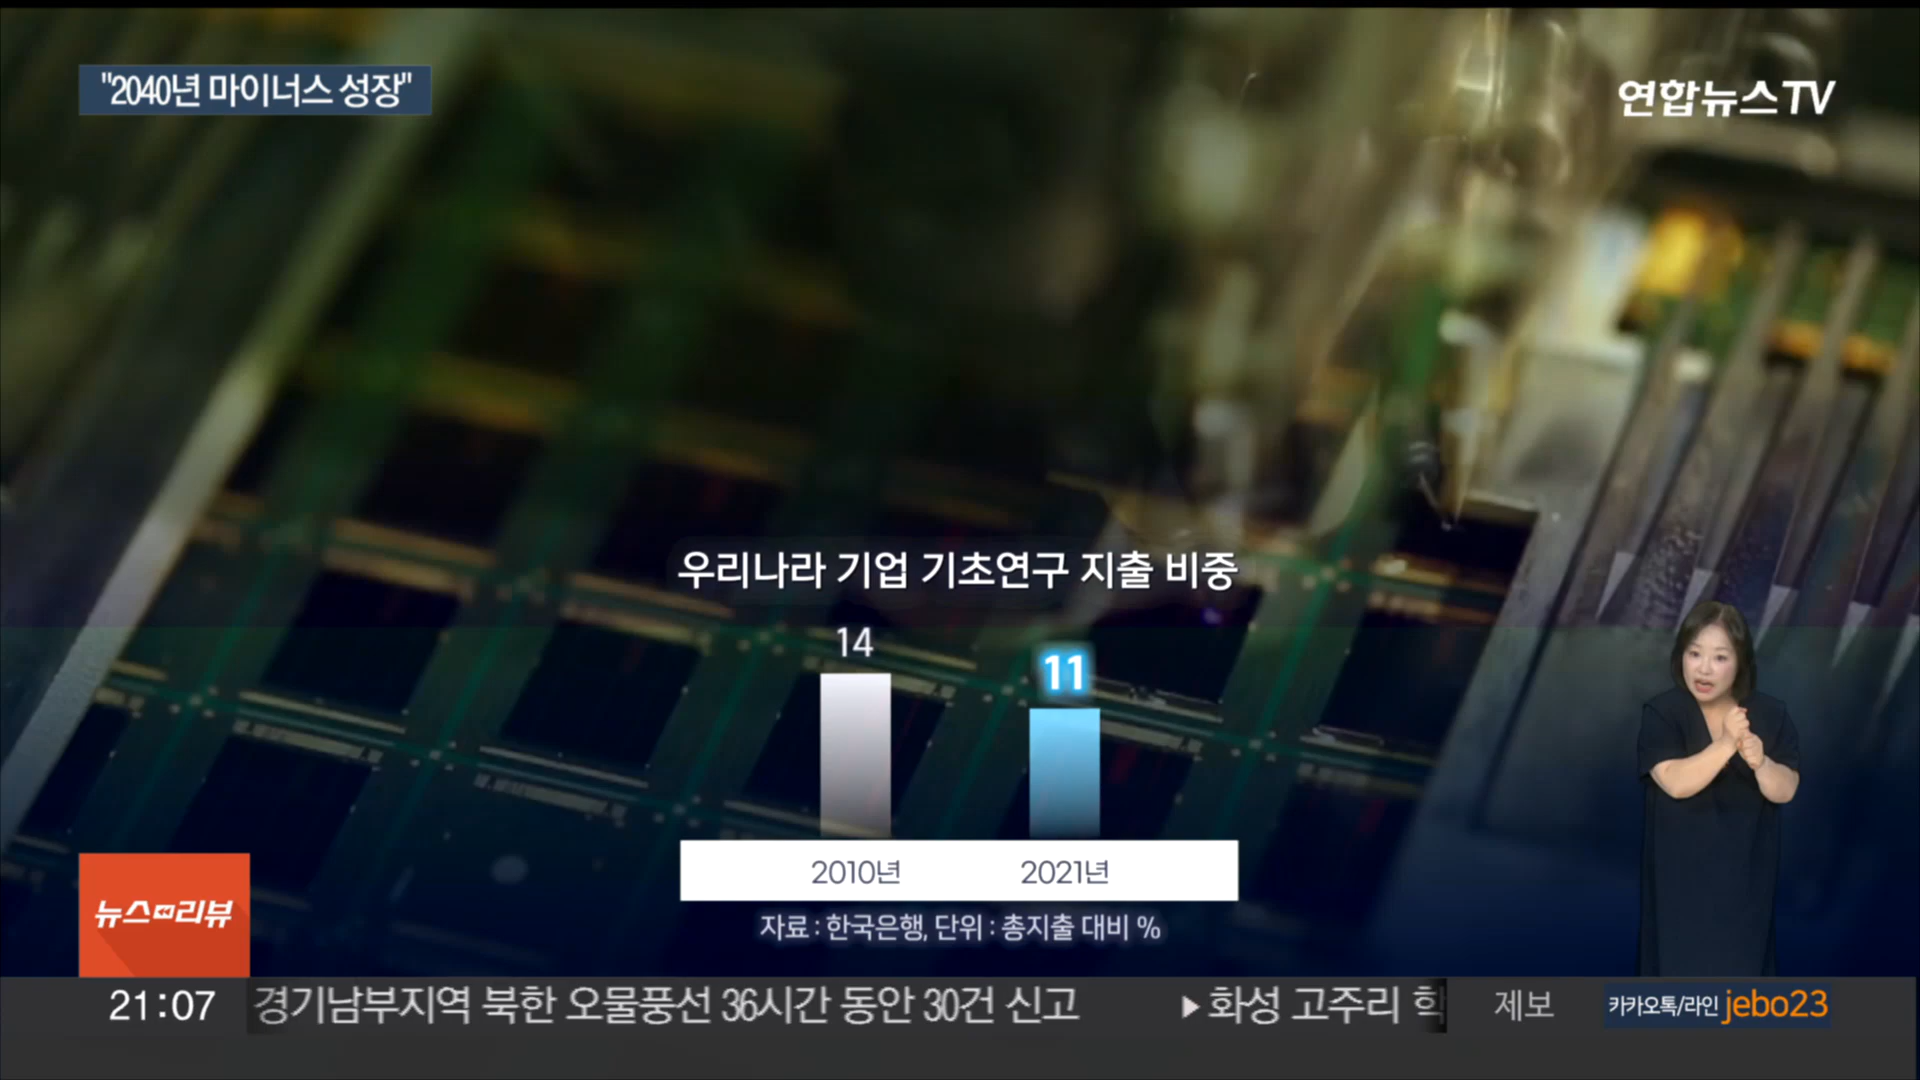 "2040년 마이너스 성장"
연합뉴스TV
우리나라 기업 기초연구 지출 비중
14
11
2010년
2021년
자료 : 한국은행, 단위 : 총지출 대비 %
뉴스리뷰
21:07
경기남부지역 북한 오물풍선 36시간 동안 30건 신고
▶화성 고주리 학
제보
카카오톡/라인 jebo23